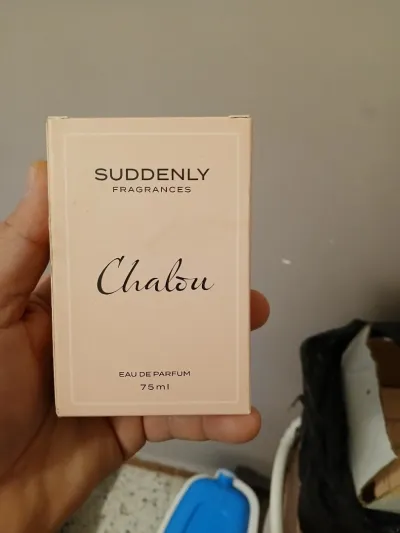 SUDDENLY
FRAGRANCES
Chalou
EAU DE PARFUM
75ml